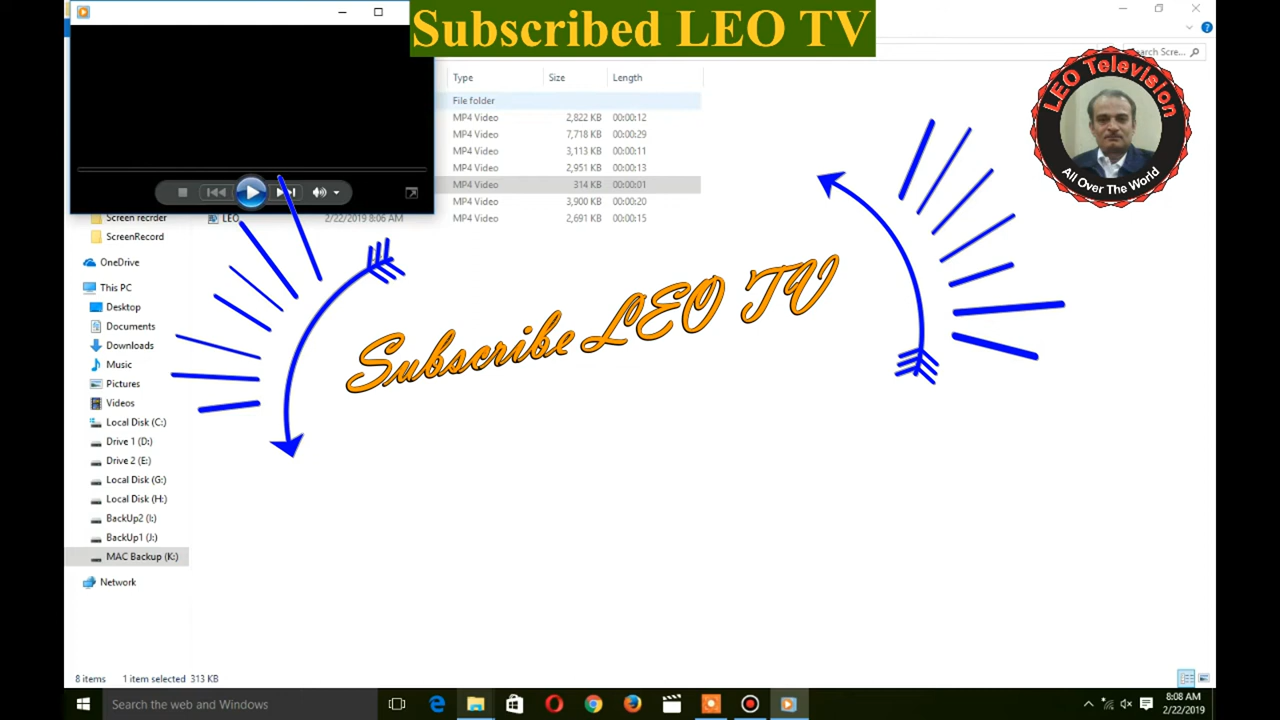 Subscribed LEO TV
Search Scre...
Type Size Length
File folder
MP4 Video 2,822 KB 00:00:12
MP4 Video 7,718 KB 00:00:29
MP4 Video 3,113 KB 00:00:11
MP4 Video 2,951 KB 00:00:13
MP4 Video 314 KB 00:00:01
MP4 Video 3,900 KB 00:00:20
LEO 2/22/2019 8:06 AM MP4 Video 2,691 KB 00:00:15
LEO Television
All Over The World
Screen recrder
ScreenRecord
OneDrive
This PC
Desktop
Documents
Downloads
Music
Pictures
Videos
Local Disk (C:)
Drive 1 (D:)
Drive 2 (E:)
Local Disk (G:)
Local Disk (H:)
BackUp2 (I:)
BackUp1 (J:)
MAC Backup (K:)
Network
Subscribe LEO TV
8 items 1 item selected 313 KB
Search the web and Windows
8:08 AM
2/22/2019